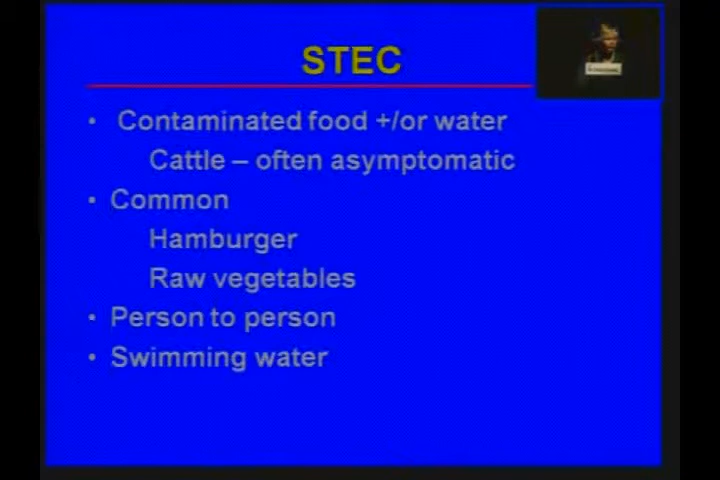 STEC
• Contaminated food +/or water
Cattle – often asymptomatic
• Common
Hamburger
Raw vegetables
• Person to person
• Swimming water